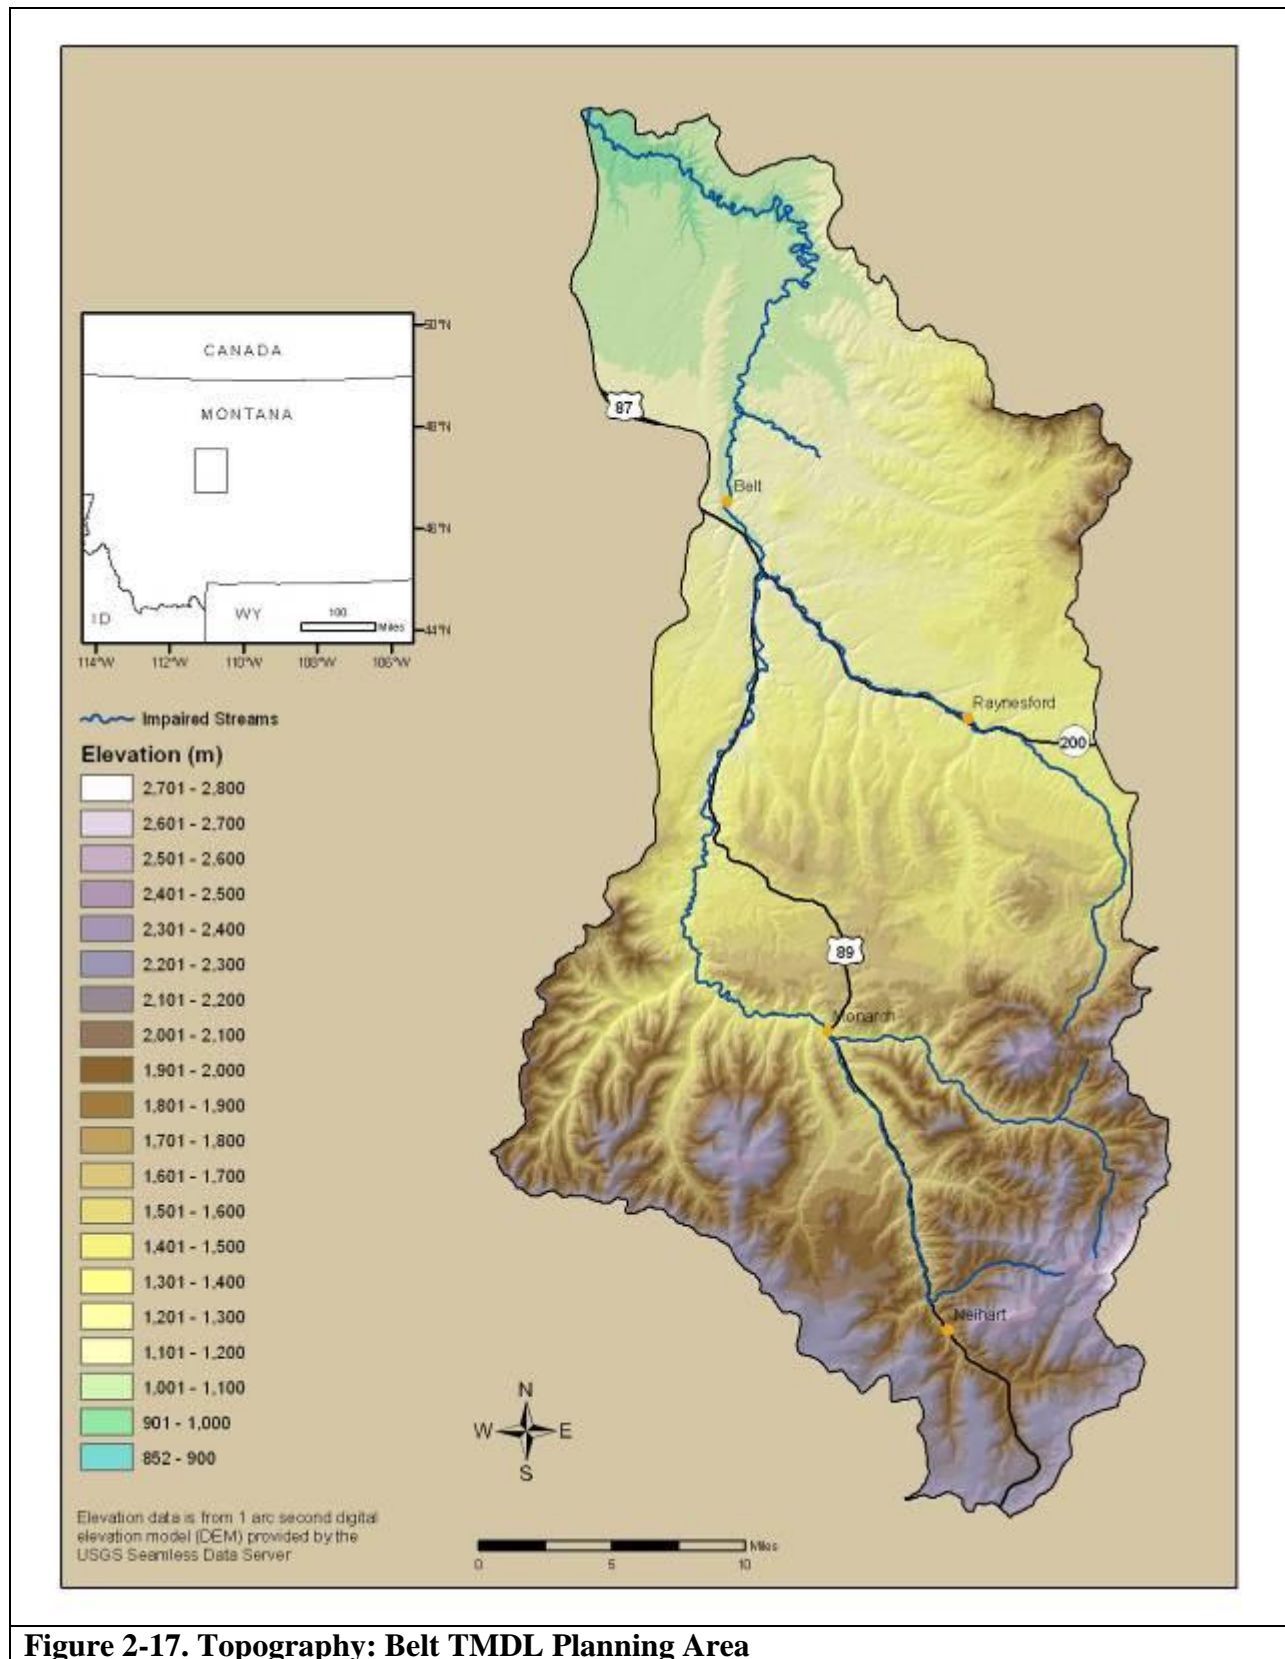 CANADA
MONTANA
ID
WY
100
Miles
50°N
48°N
46°N
44°N
114°W
112°W
110°W
108°W
106°W
87
Belt
Raynesford
200
89
Monarch
Neihart
Impaired Streams
Elevation (m)
2,701 - 2,800
2,601 - 2,700
2,501 - 2,600
2,401 - 2,500
2,301 - 2,400
2,201 - 2,300
2,101 - 2,200
2,001 - 2,100
1,901 - 2,000
1,801 - 1,900
1,701 - 1,800
1,601 - 1,700
1,501 - 1,600
1,401 - 1,500
1,301 - 1,400
1,201 - 1,300
1,101 - 1,200
1,001 - 1,100
901 - 1,000
852 - 900
N
W E
S
Elevation data is from 1 arc second digital
elevation model (DEM) provided by the
USGS Seamless Data Server
Miles
0 5 10
Figure 2-17. Topography: Belt TMDL Planning Area